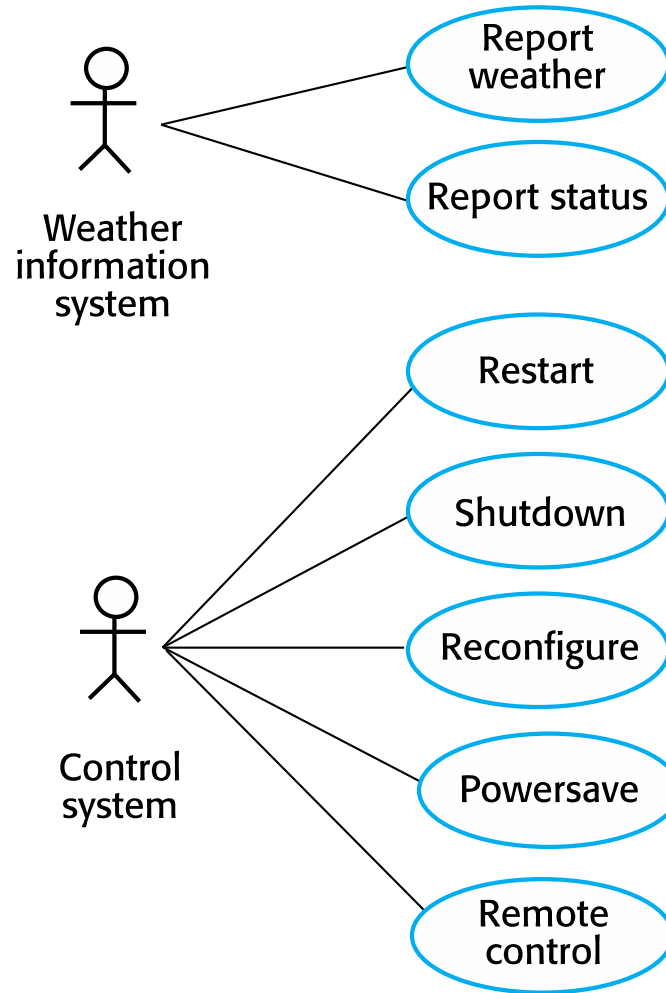 Report
weather
Report status
Weather
information
system
Restart
Shutdown
Reconfigure
Control
system
Powersave
Remote
control